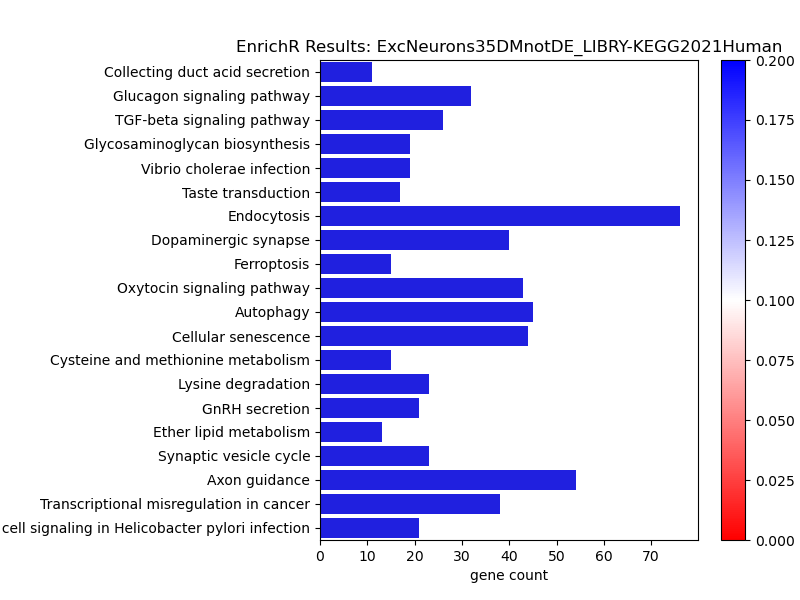 EnrichR Results: ExcNeurons35DMnotDE_LIBRY-KEGG2021Human
Collecting duct acid secretion
Glucagon signaling pathway
TGF-beta signaling pathway
Glycosaminoglycan biosynthesis
Vibrio cholerae infection
Taste transduction
Endocytosis
Dopaminergic synapse
Ferroptosis
Oxytocin signaling pathway
Autophagy
Cellular senescence
Cysteine and methionine metabolism
Lysine degradation
GnRH secretion
Ether lipid metabolism
Synaptic vesicle cycle
Axon guidance
Transcriptional misregulation in cancer
cell signaling in Helicobacter pylori infection
0 10 20 30 40 50 60 70
gene count
0.200
0.175
0.150
0.125
0.100
0.075
0.050
0.025
0.000